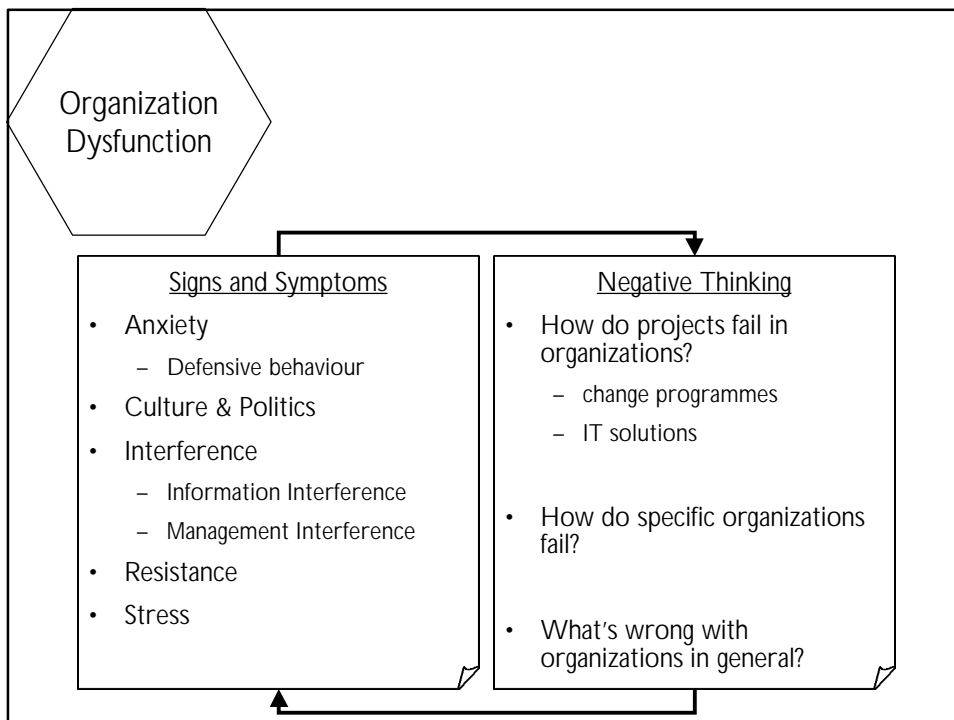 Organization
Dysfunction
Signs and Symptoms
• Anxiety
– Defensive behaviour
• Culture & Politics
• Interference
– Information Interference
– Management Interference
• Resistance
• Stress
Negative Thinking
• How do projects fail in
organizations?
– change programmes
– IT solutions
• How do specific organizations
fail?
• What's wrong with
organizations in general?